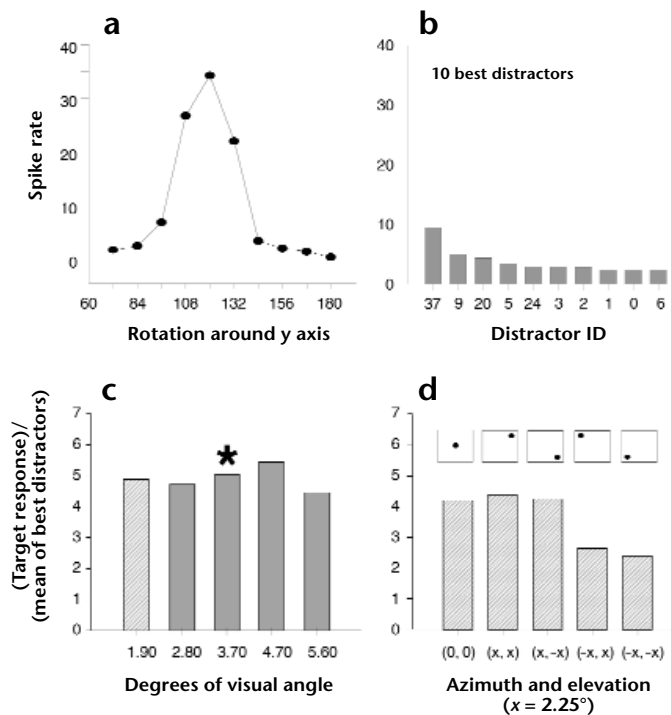 a
40
30
20
10
0
Spike rate
60 84 108 132 156 180
Rotation around y axis
b
40
10 best distractors
30
20
10
0
37 9 20 5 24 3 2 1 0 6
Distractor ID
c
7
6
5
4
3
2
1
0
*
(Target response)/
(mean of best distractors)
1.90 2.80 3.70 4.70 5.60
Degrees of visual angle
d
7
6
5
4
3
2
1
0
(0, 0) (x, x) (x,-x) (-x, x) (-x,-x)
Azimuth and elevation
(x = 2.25°)